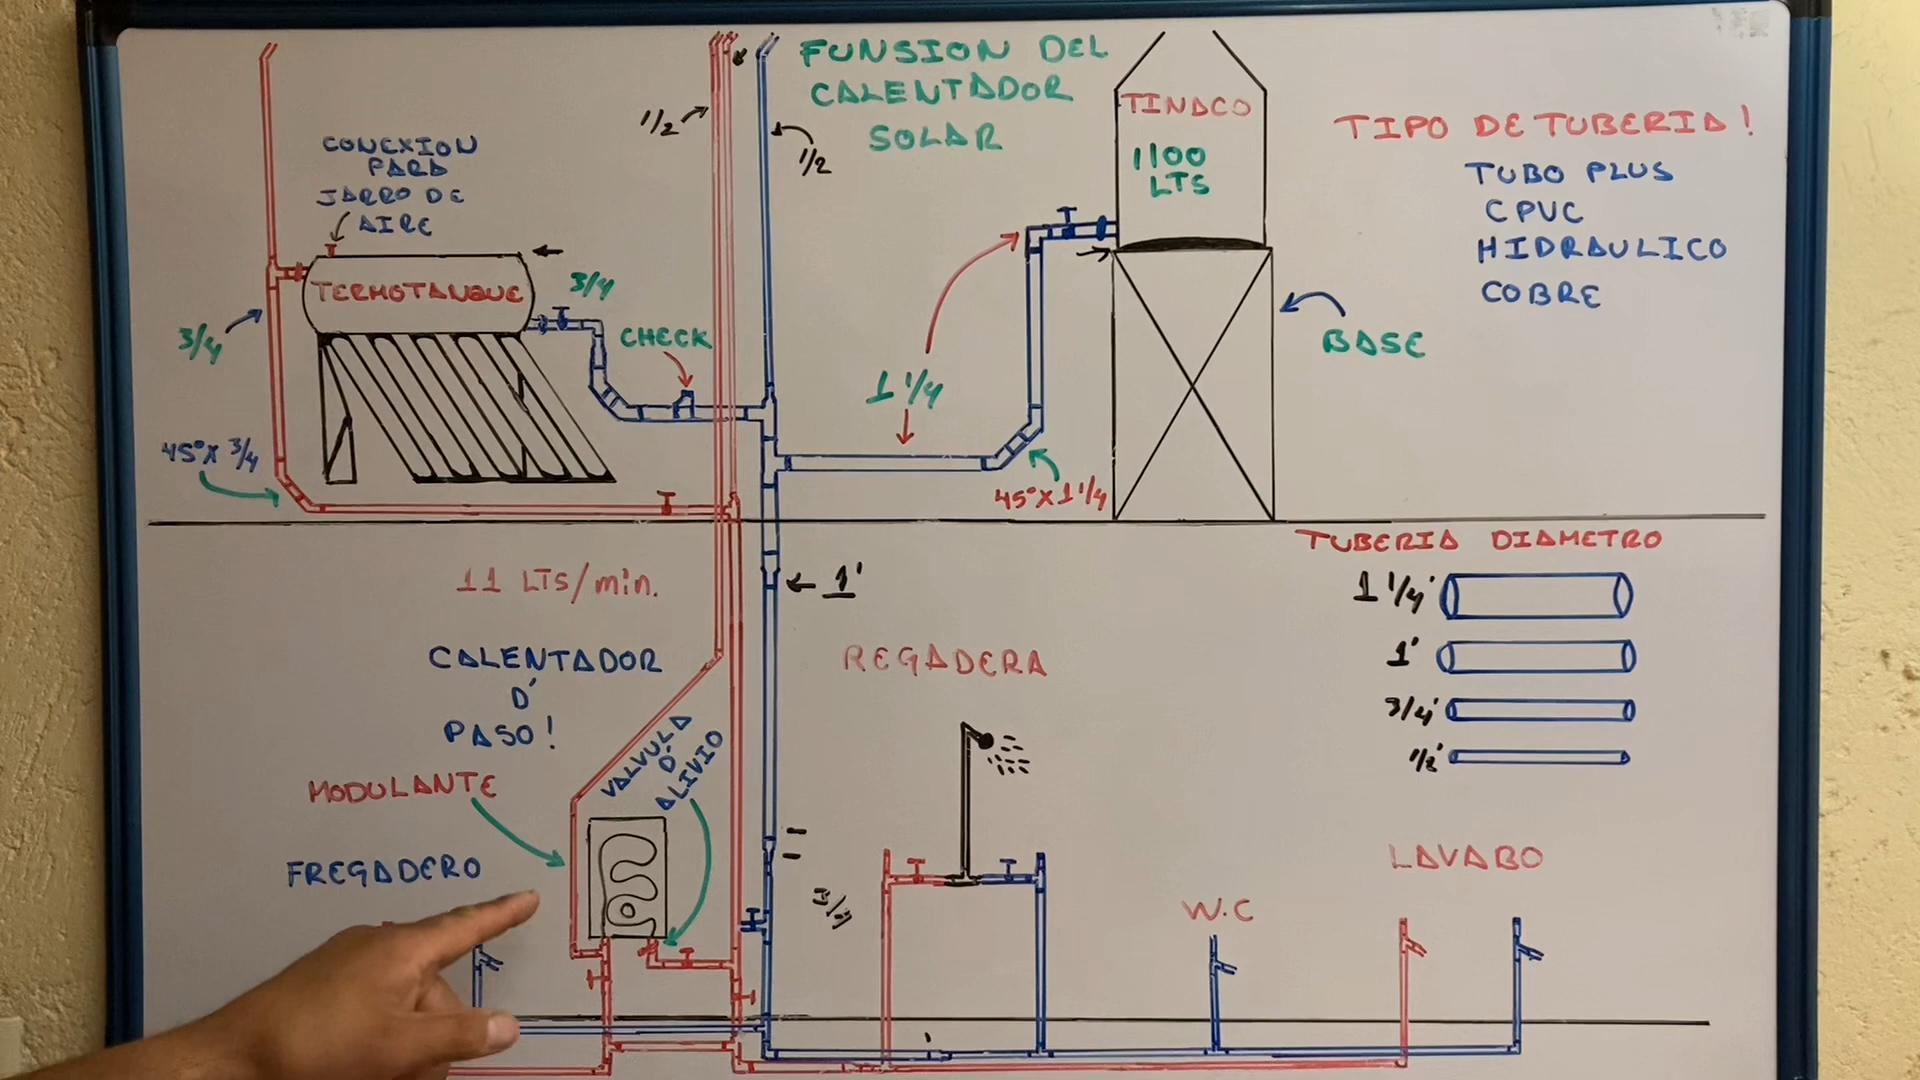 FUNSION DEL
CALENTADOR
SOLAR
TINACO
1100
LTS
TIPO DE TUBERIA!
TUBO PLUS
CPVC
HIDRAULICO
COBRE
CONEXION
PARA
JARRO DE
AIRE
1/2
1/2
TERMOTANQUE
3/4
3/4
CHECK
1 1/4
BASE
45° X 3/4
45° X 1 1/4
TUBERIA DIAMETRO
1 1/4'
1'
3/4'
1/2'
11 LTS/min.
1'
CALENTADOR
D'
PASO!
REGADERA
VALVULA
D'
ALIVIO
MODULANTE
FREGADERO
LAVABO
W.C